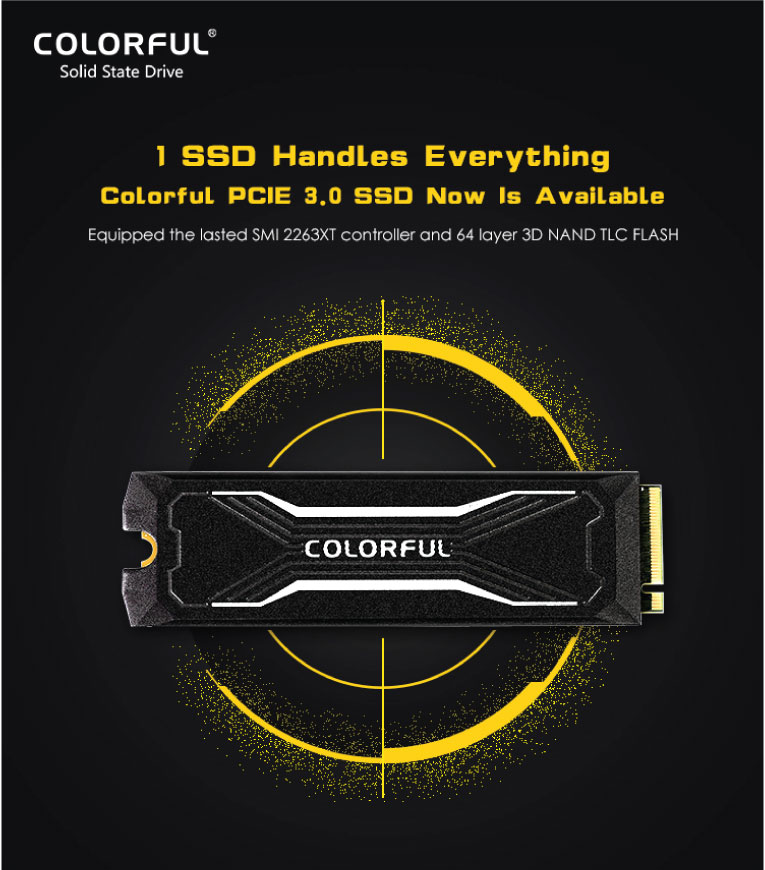 COLORFUL®
Solid State Drive
1 SSD Handles Everything
Colorful PCIE 3.0 SSD Now Is Available
Equipped the lasted SMI 2263XT controller and 64 layer 3D NAND TLC FLASH
COLORFUL